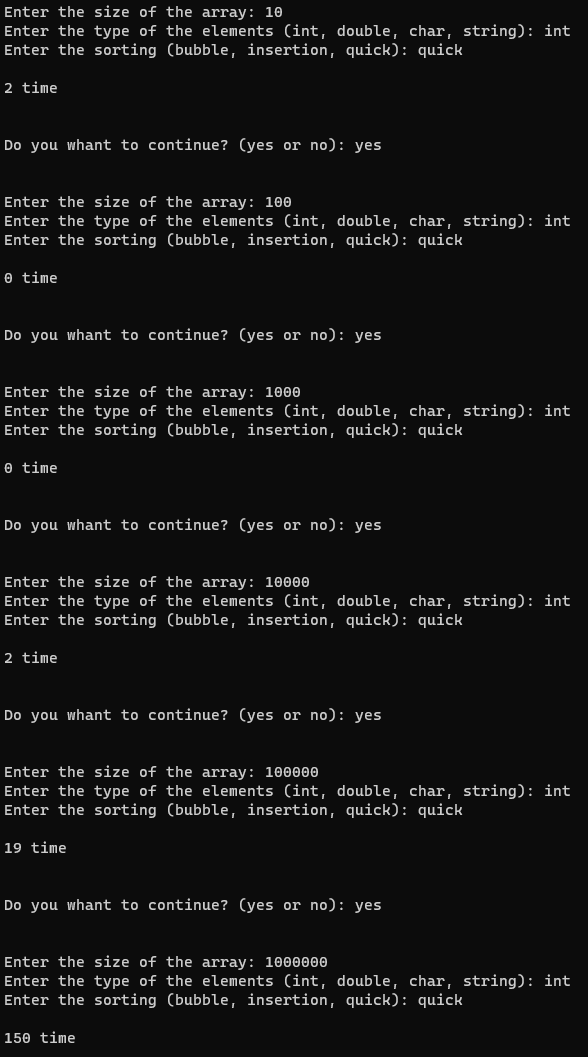 Enter the size of the array: 10
Enter the type of the elements (int, double, char, string): int
Enter the sorting (bubble, insertion, quick): quick
2 time
Do you whant to continue? (yes or no): yes
Enter the size of the array: 100
Enter the type of the elements (int, double, char, string): int
Enter the sorting (bubble, insertion, quick): quick
0 time
Do you whant to continue? (yes or no): yes
Enter the size of the array: 1000
Enter the type of the elements (int, double, char, string): int
Enter the sorting (bubble, insertion, quick): quick
0 time
Do you whant to continue? (yes or no): yes
Enter the size of the array: 10000
Enter the type of the elements (int, double, char, string): int
Enter the sorting (bubble, insertion, quick): quick
2 time
Do you whant to continue? (yes or no): yes
Enter the size of the array: 100000
Enter the type of the elements (int, double, char, string): int
Enter the sorting (bubble, insertion, quick): quick
19 time
Do you whant to continue? (yes or no): yes
Enter the size of the array: 1000000
Enter the type of the elements (int, double, char, string): int
Enter the sorting (bubble, insertion, quick): quick
150 time